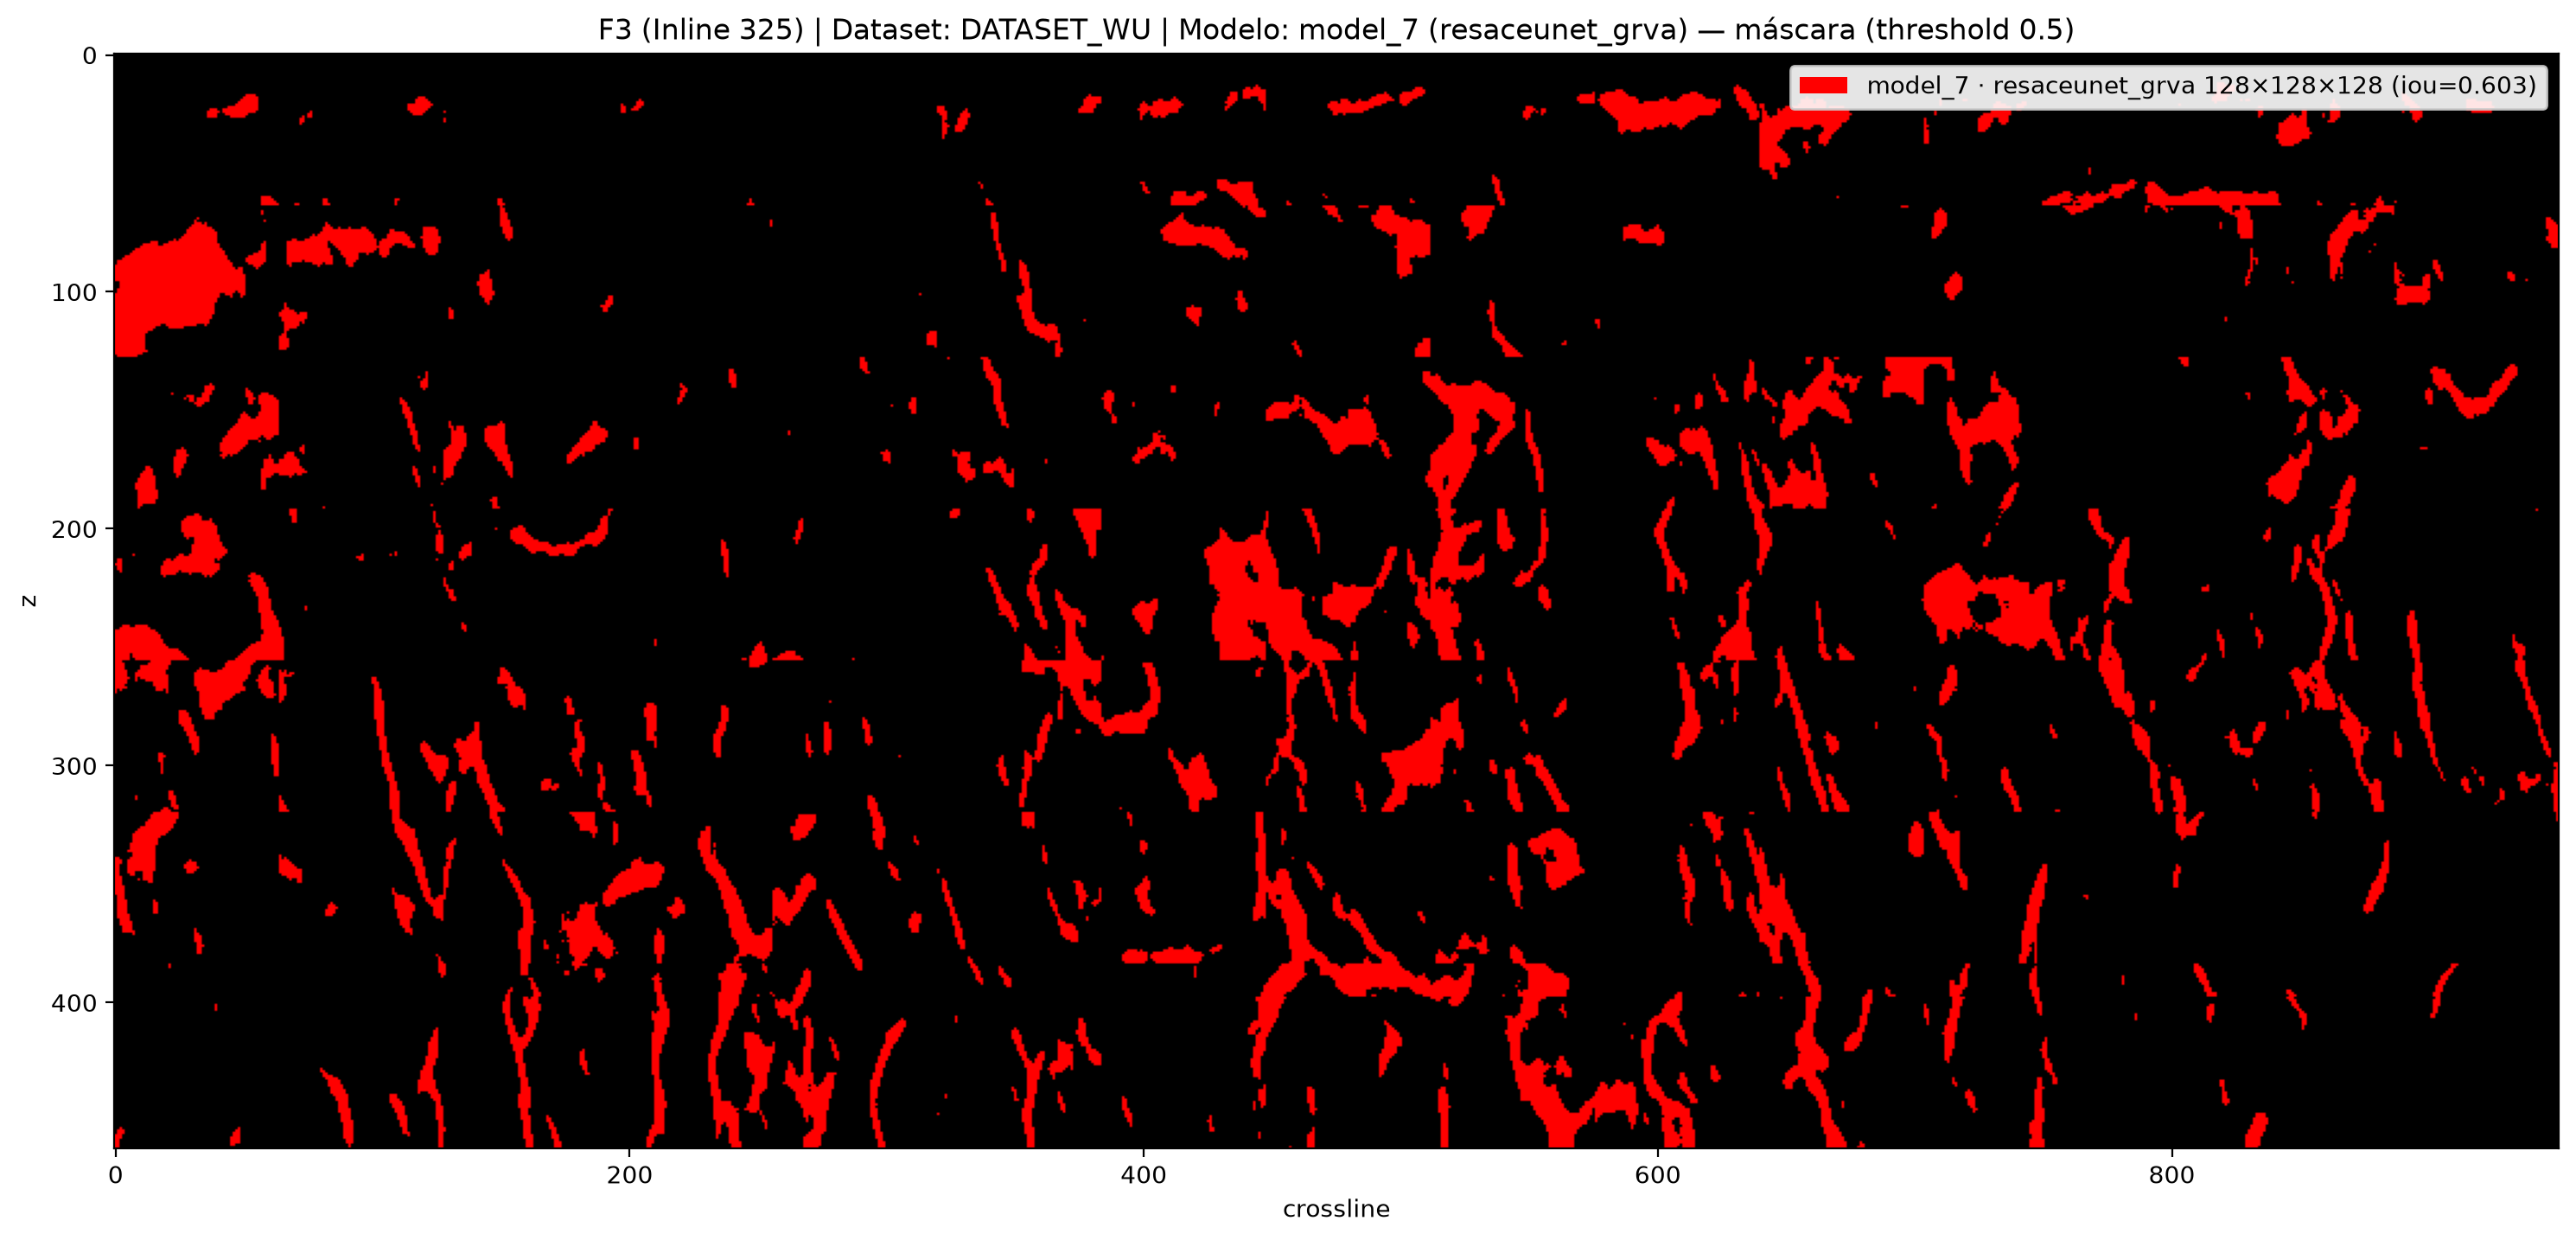 F3 (Inline 325) | Dataset: DATASET_WU | Modelo: model_7 (resaceunet_grva) — máscara (threshold 0.5)
model_7 · resaceunet_grva 128×128×128 (iou=0.603)
0
100
200
300
400
z
0
200
400
600
800
crossline